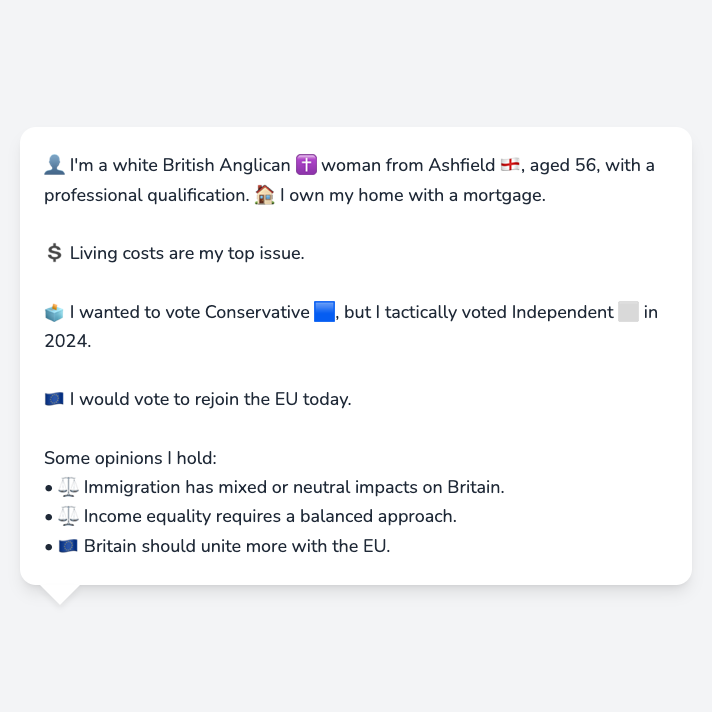 👤 I'm a white British Anglican ✝️ woman from Ashfield 🏴󠁧󠁢󠁥󠁮󠁧󠁿, aged 56, with a
professional qualification. 🏠 I own my home with a mortgage.
💲 Living costs are my top issue.
🗳️ I wanted to vote Conservative 🟦, but I tactically voted Independent ⬜ in
2024.
🇪🇺 I would vote to rejoin the EU today.
Some opinions I hold:
• ⚖️ Immigration has mixed or neutral impacts on Britain.
• ⚖️ Income equality requires a balanced approach.
• 🇪🇺 Britain should unite more with the EU.